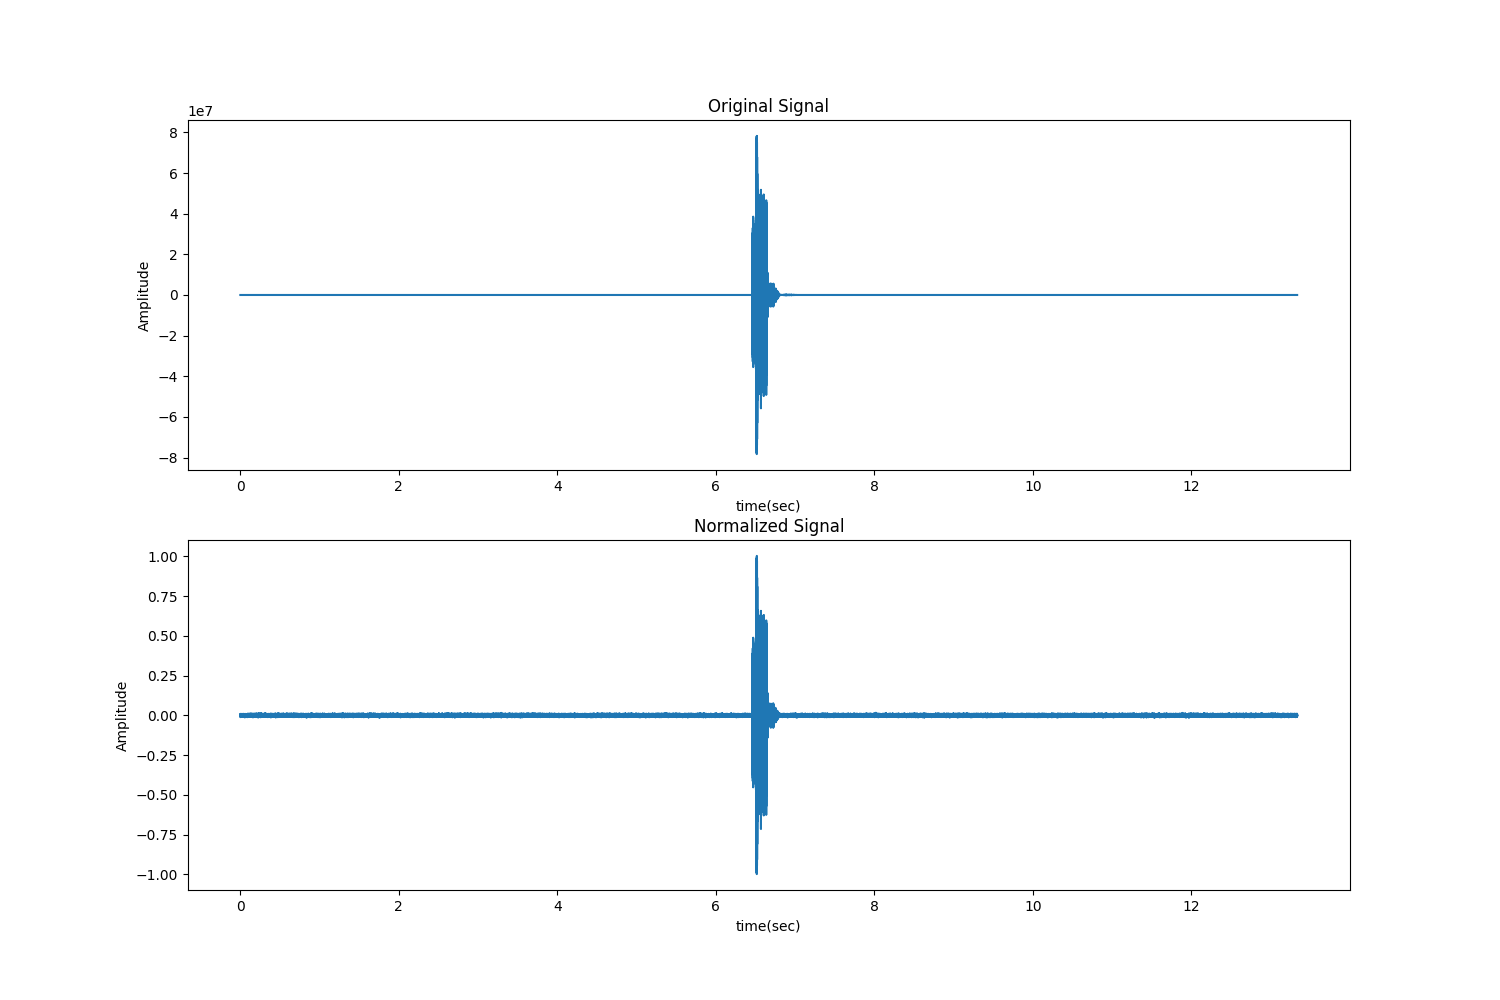 Original Signal
1e7
8
6
4
2
0
−2
−4
−6
−8
Amplitude
0 2 4 6 8 10 12
time(sec)
Normalized Signal
1.00
0.75
0.50
0.25
0.00
−0.25
−0.50
−0.75
−1.00
Amplitude
0 2 4 6 8 10 12
time(sec)